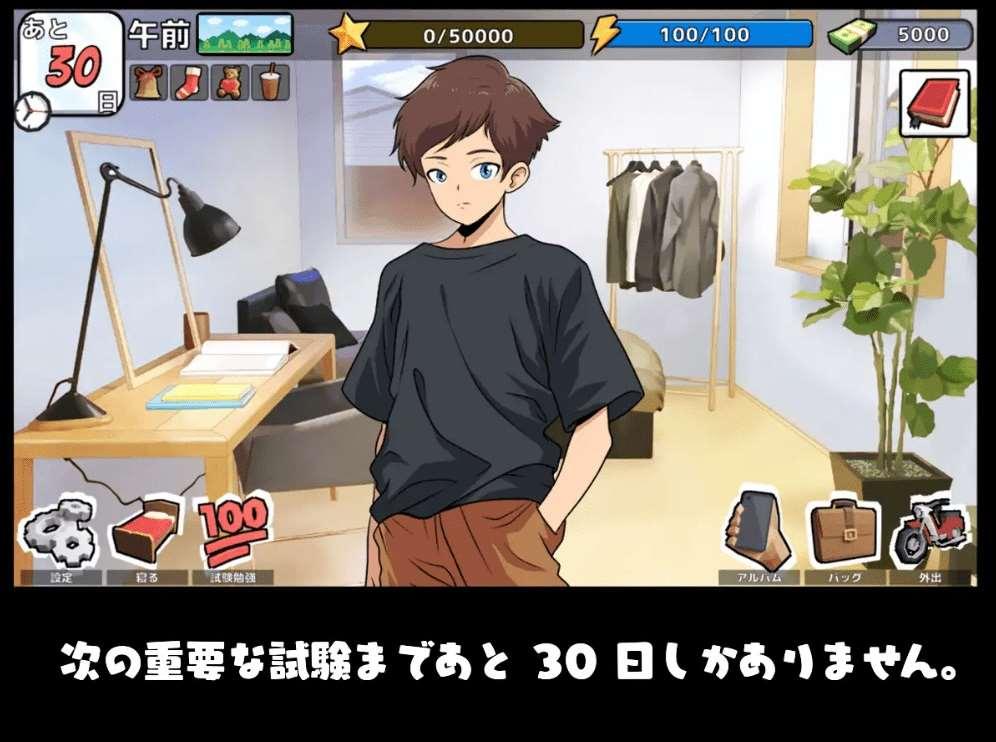 あと
30
日
午前
0/50000
100/100
5000
100
設定
寝る
試験勉強
アルバム
バッグ
外出
次の重要な試験まであと 30 日しかありません。